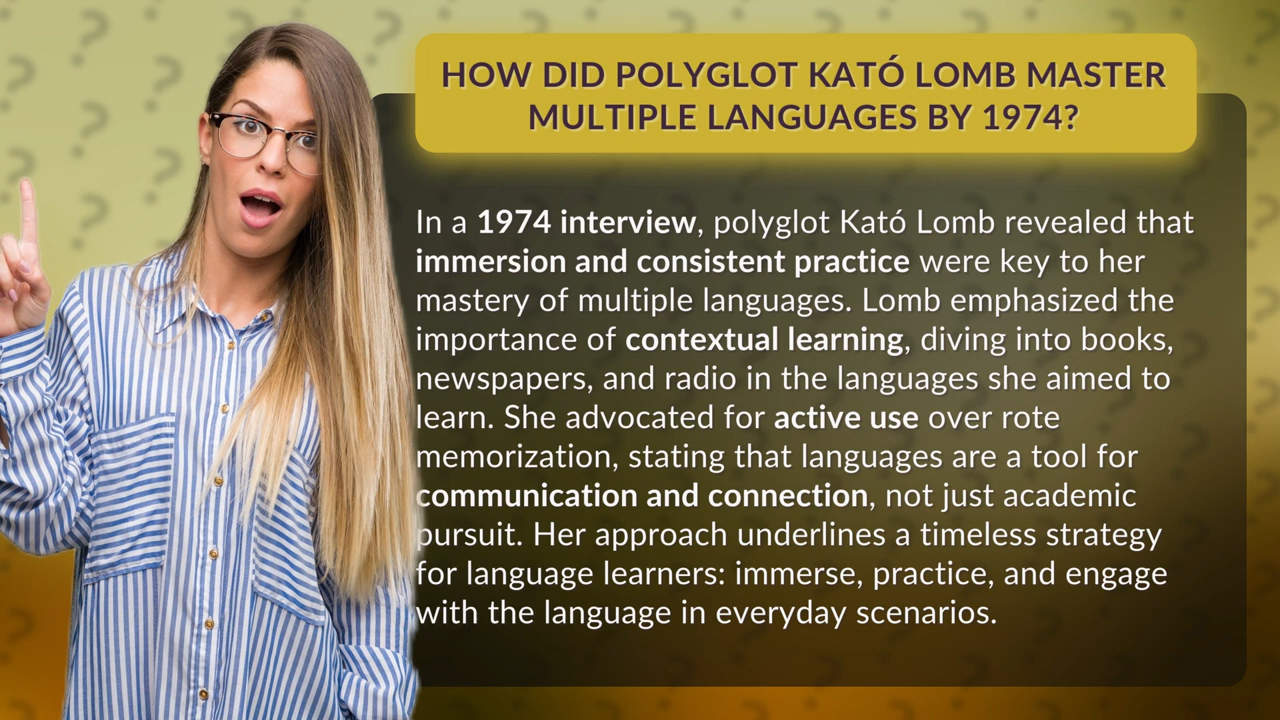 HOW DID POLYGLOT KATÓ LOMB MASTER
MULTIPLE LANGUAGES BY 1974?
In a 1974 interview, polyglot Kató Lomb revealed that
immersion and consistent practice were key to her
mastery of multiple languages. Lomb emphasized the
importance of contextual learning, diving into books,
newspapers, and radio in the languages she aimed to
learn. She advocated for active use over rote
memorization, stating that languages are a tool for
communication and connection, not just academic
pursuit. Her approach underlines a timeless strategy
for language learners: immerse, practice, and engage
with the language in everyday scenarios.